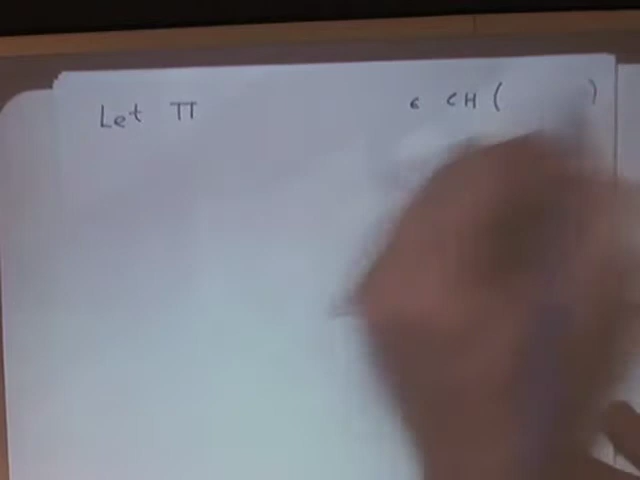 Let π ∈ CH ( )